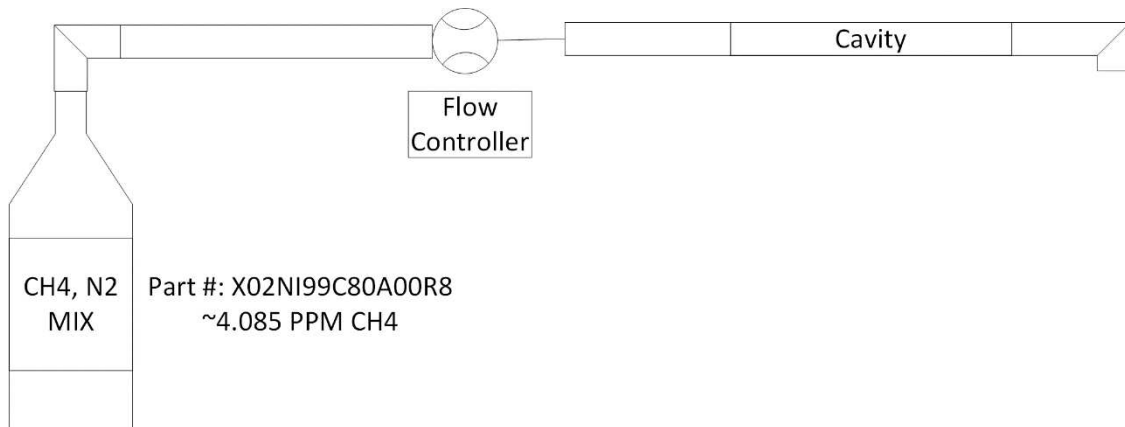 Cavity
Flow
Controller
CH4, N2
MIX
Part #: X02NI99C80A00R8
~4.085 PPM CH4